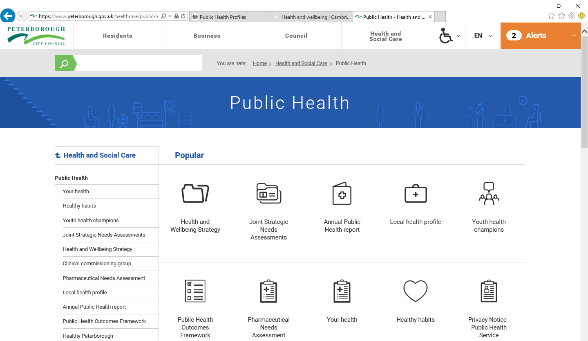 https://www.peterborough.gov.uk/healthcare/public-h
Public Health Profiles
Health and wellbeing | Cambri...
Public Health - Health and ...
PETERBOROUGH
CITY COUNCIL
Residents
Business
Council
Health and
Social Care
EN
2 Alerts
You are here: Home > Health and Social Care > Public Health
Public Health
Health and Social Care
Public Health
Your health
Healthy habits
Youth health champions
Joint Strategic Needs Assessments
Health and Wellbeing Strategy
Clinical commissioning group
Pharmaceutical Needs Assessment
Local health profile
Annual Public Health report
Public Health Outcomes Framework
Healthy Peterborough
Popular
Health and
Wellbeing Strategy
Joint Strategic
Needs
Assessments
Annual Public
Health report
Local health profile
Youth health
champions
Public Health
Outcomes
Framework
Pharmaceutical
Needs
Assessment
Your health
Healthy habits
Privacy Notice
Public Health
Service